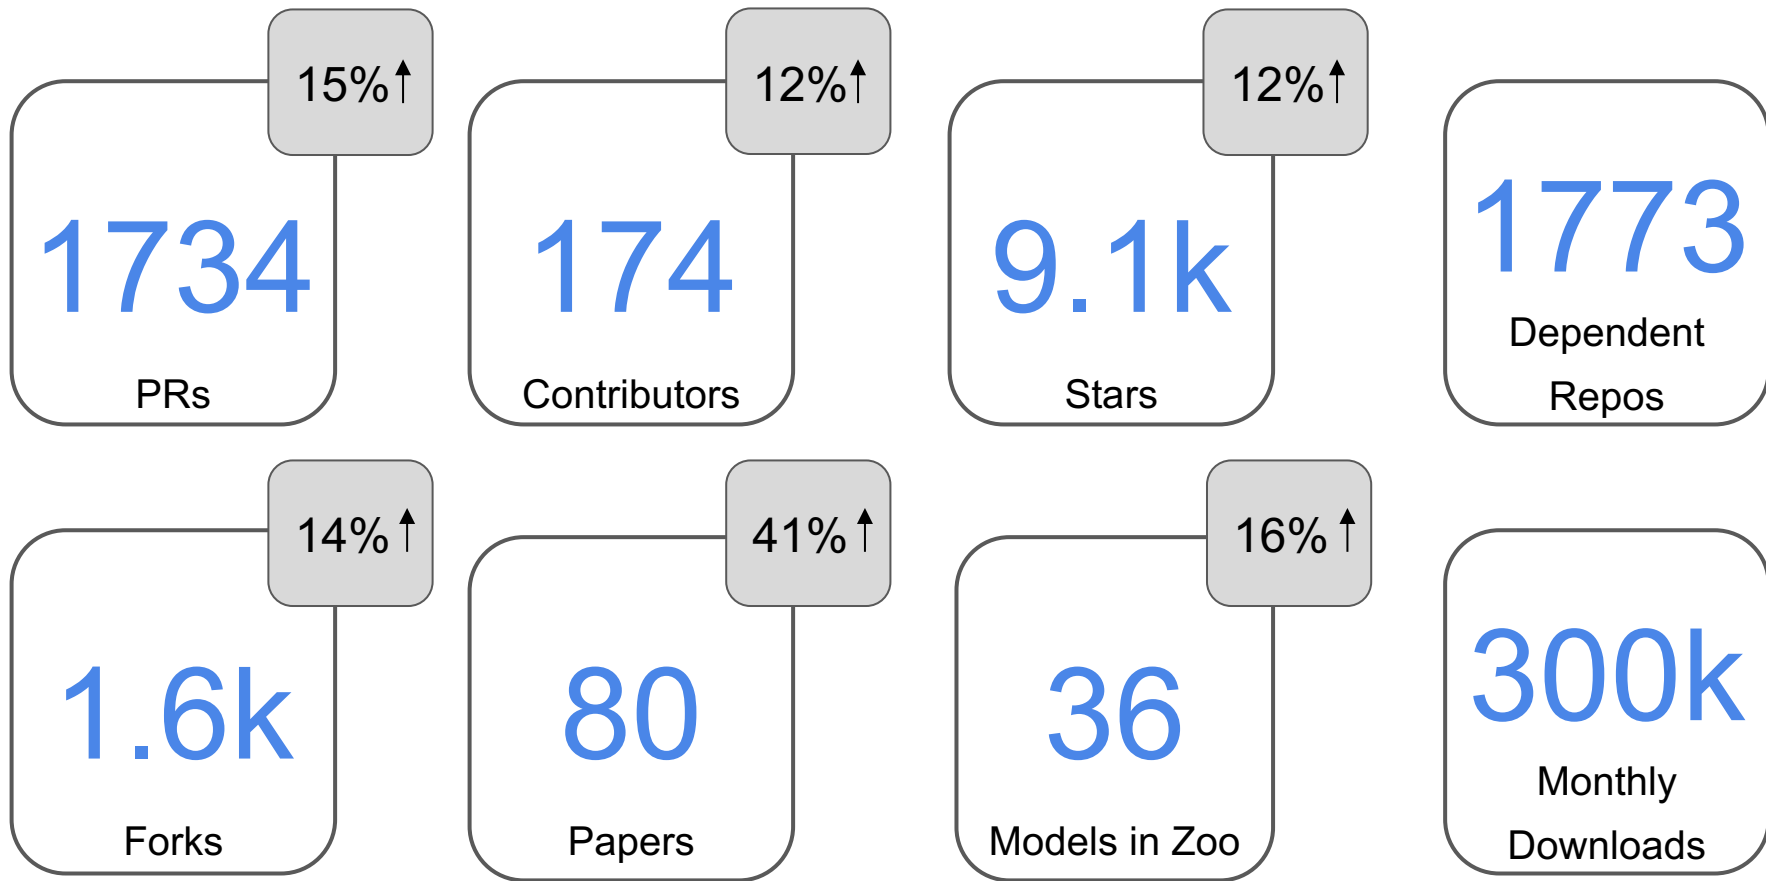 15%↑
1734
PRs
12%↑
174
Contributors
12%↑
9.1k
Stars
1773
Dependent
Repos
14%↑
1.6k
Forks
41%↑
80
Papers
16%↑
36
Models in Zoo
300k
Monthly
Downloads